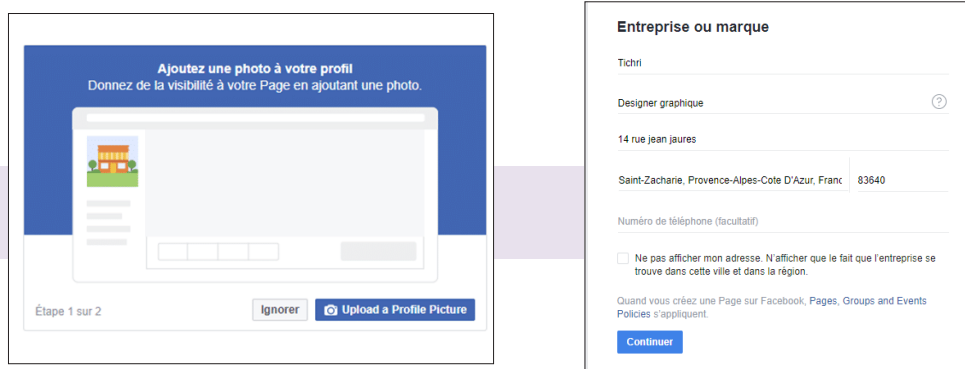 Ajoutez une photo à votre profil
Donnez de la visibilité à votre Page en ajoutant une photo.
Étape 1 sur 2
Ignorer
Upload a Profile Picture
Entreprise ou marque
Tichri
Designer graphique
?
14 rue jean jaures
Saint-Zacharie, Provence-Alpes-Cote D'Azur, Franc
83640
Numéro de téléphone (facultatif)
Ne pas afficher mon adresse. N'afficher que le fait que l'entreprise se
trouve dans cette ville et dans la région.
Quand vous créez une Page sur Facebook, Pages, Groups and Events
Policies s'appliquent.
Continuer